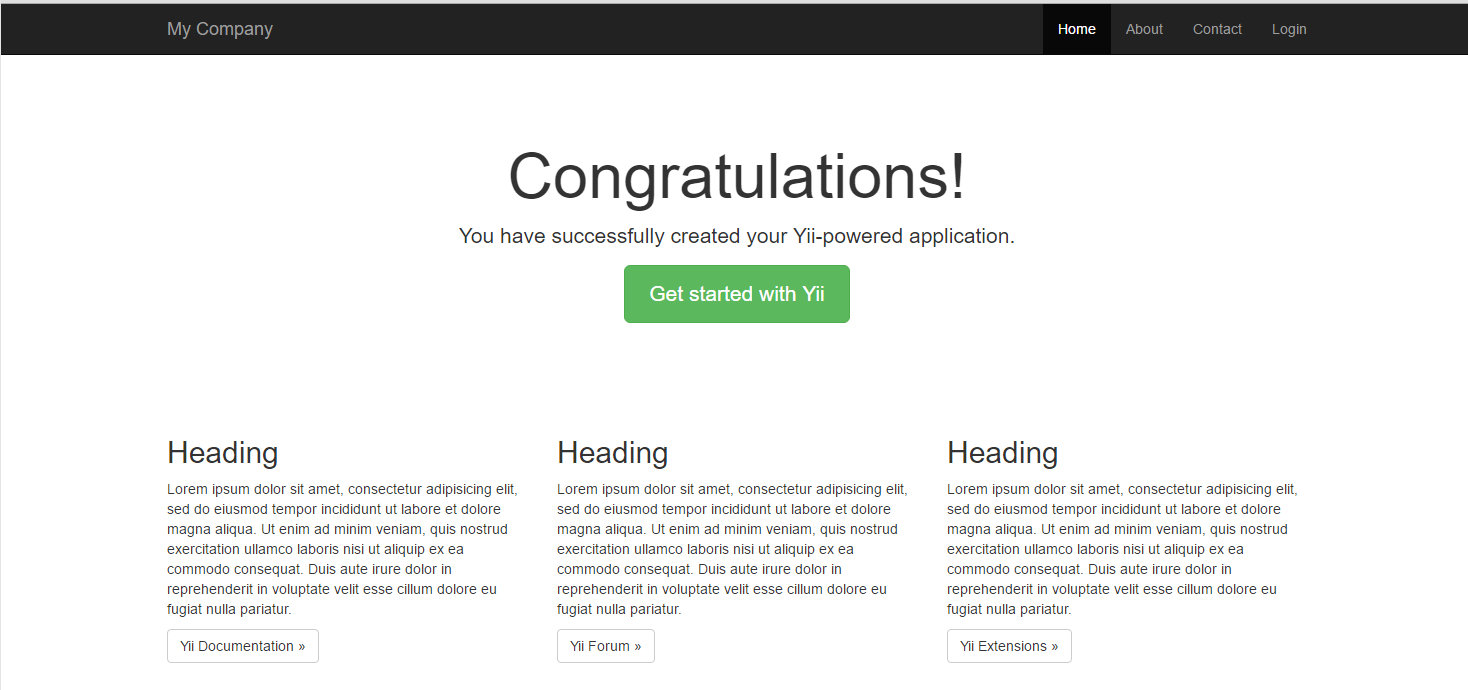 My Company
Home About Contact Login
Congratulations!
You have successfully created your Yii-powered application.
Get started with Yii
Heading
Lorem ipsum dolor sit amet, consectetur adipisicing elit,
sed do eiusmod tempor incididunt ut labore et dolore
magna aliqua. Ut enim ad minim veniam, quis nostrud
exercitation ullamco laboris nisi ut aliquip ex ea
commodo consequat. Duis aute irure dolor in
reprehenderit in voluptate velit esse cillum dolore eu
fugiat nulla pariatur.
Yii Documentation »
Heading
Lorem ipsum dolor sit amet, consectetur adipisicing elit,
sed do eiusmod tempor incididunt ut labore et dolore
magna aliqua. Ut enim ad minim veniam, quis nostrud
exercitation ullamco laboris nisi ut aliquip ex ea
commodo consequat. Duis aute irure dolor in
reprehenderit in voluptate velit esse cillum dolore eu
fugiat nulla pariatur.
Yii Forum »
Heading
Lorem ipsum dolor sit amet, consectetur adipisicing elit,
sed do eiusmod tempor incididunt ut labore et dolore
magna aliqua. Ut enim ad minim veniam, quis nostrud
exercitation ullamco laboris nisi ut aliquip ex ea
commodo consequat. Duis aute irure dolor in
reprehenderit in voluptate velit esse cillum dolore eu
fugiat nulla pariatur.
Yii Extensions »